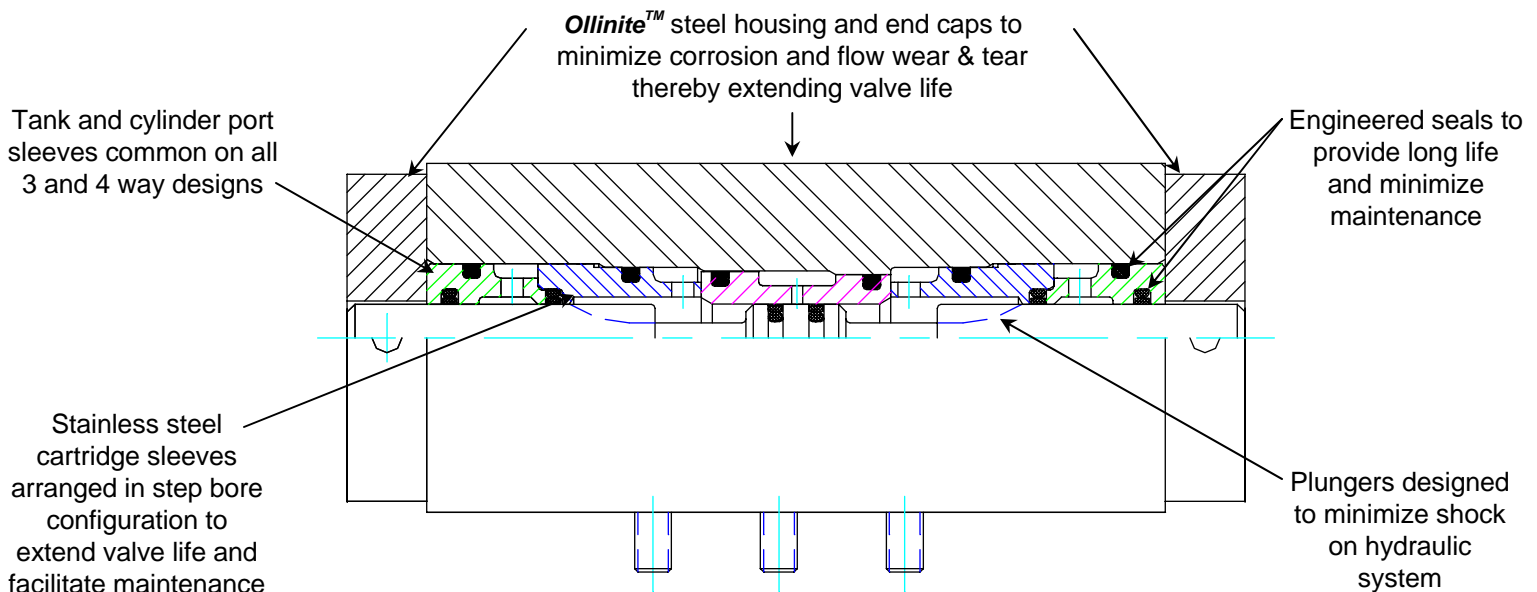 Ollinite™ steel housing and end caps to
minimize corrosion and flow wear & tear
thereby extending valve life
Tank and cylinder port
sleeves common on all
3 and 4 way designs
Engineered seals to
provide long life
and minimize
maintenance
Stainless steel
cartridge sleeves
arranged in step bore
configuration to
extend valve life and
facilitate maintenance
Plungers designed
to minimize shock
on hydraulic
system